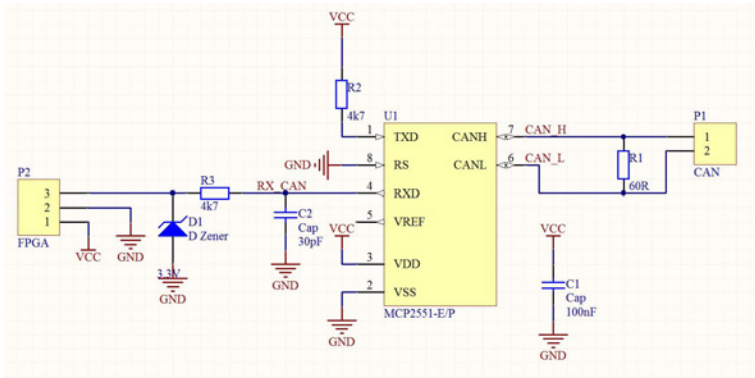 VCC
R2
4k7
U1
1
TXD
CANH
7
CAN_H
P1
1
2
CAN
GND
8
RS
CANL
6
CAN_L
R1
60R
P2
3
2
1
FPGA
R3
4k7
RX_CAN
4
RXD
D1
D Zener
3.3V
GND
VCC
GND
C2
Cap
30pF
GND
5
VREF
VCC
3
VDD
2
VSS
GND
MCP2551-E/P
VCC
C1
Cap
100nF
GND